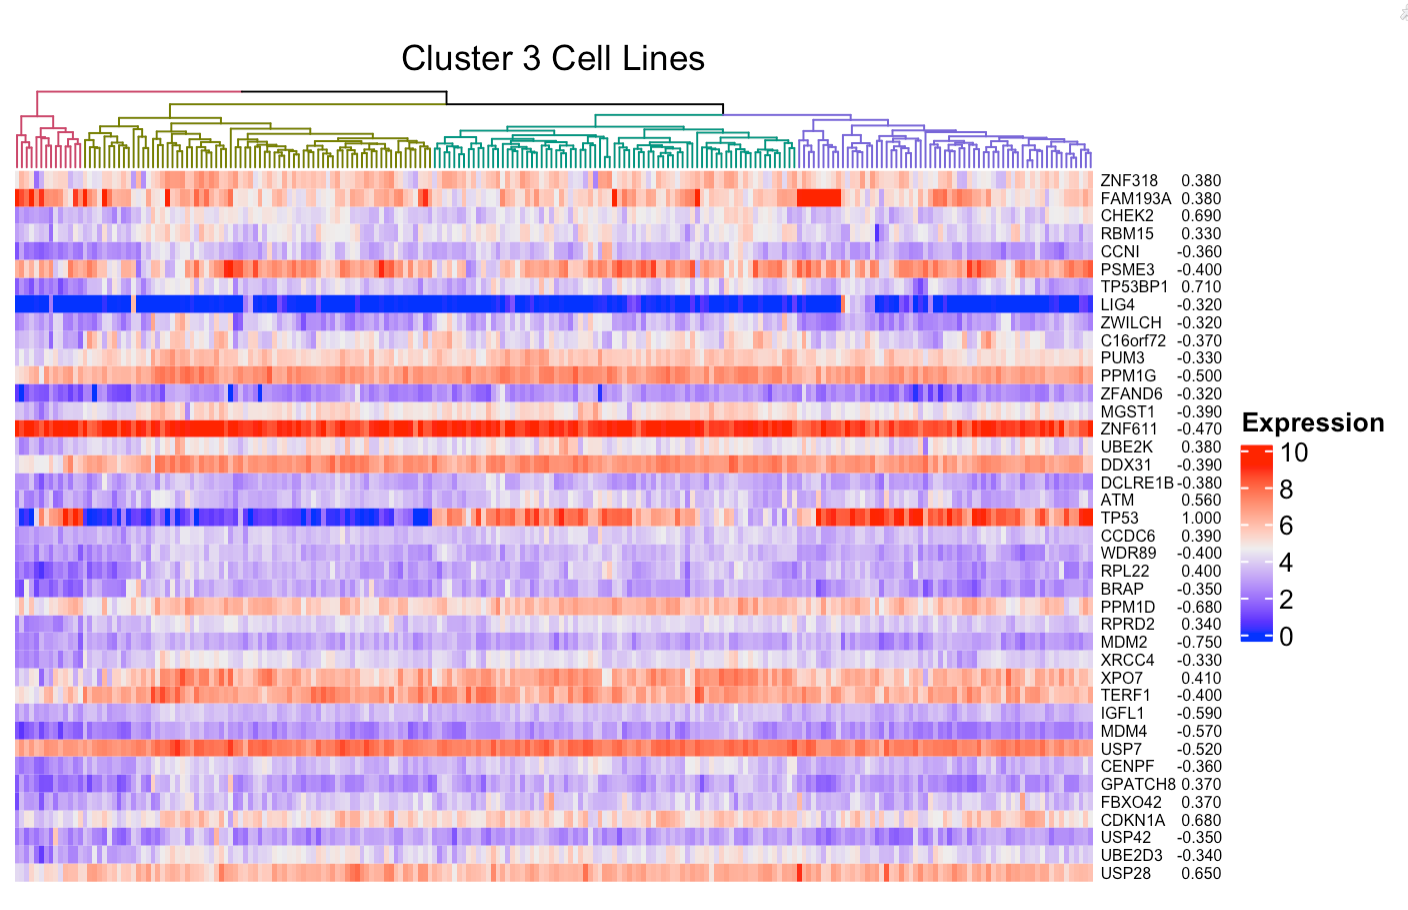 Cluster 3 Cell Lines
ZNF318 0.380
FAM193A 0.380
CHEK2 0.690
RBM15 0.330
CCNI -0.360
PSME3 -0.400
TP53BP1 0.710
LIG4 -0.320
ZWILCH -0.320
C16orf72 -0.370
PUM3 -0.330
PPM1G -0.500
ZFAND6 -0.320
MGST1 -0.390
ZNF611 -0.470
UBE2K 0.380
DDX31 -0.390
DCLRE1B -0.380
ATM 0.560
TP53 1.000
CCDC6 0.390
WDR89 -0.400
RPL22 0.400
BRAP -0.350
PPM1D -0.680
RPRD2 0.340
MDM2 -0.750
XRCC4 -0.330
XPO7 0.410
TERF1 -0.400
IGFL1 -0.590
MDM4 -0.570
USP7 -0.520
CENPF -0.360
GPATCH8 0.370
FBXO42 0.370
CDKN1A 0.680
USP42 -0.350
UBE2D3 -0.340
USP28 0.650
Expression
10
8
6
4
2
0